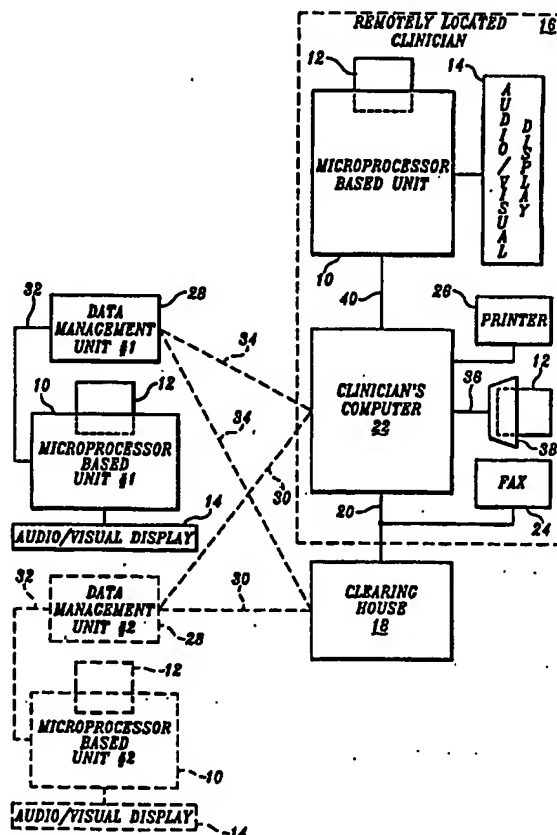 REMOTELY LOCATED
CLINICIAN
16
12
14
MICROPROCESSOR
BASED UNIT
AUDIO/VISUAL
DISPLAY
10
40
26
PRINTER
12
CLINICIAN'S
COMPUTER
22
36
38
FAX
24
20
CLEARING
HOUSE
18
32
28
DATA
MANAGEMENT
UNIT #1
34
34
10
12
MICROPROCESSOR
BASED
UNIT #1
14
AUDIO/VISUAL DISPLAY
30
30
32
DATA
MANAGEMENT
UNIT #2
28
12
MICROPROCESSOR
BASED
UNIT #2
10
AUDIO/VISUAL DISPLAY
14